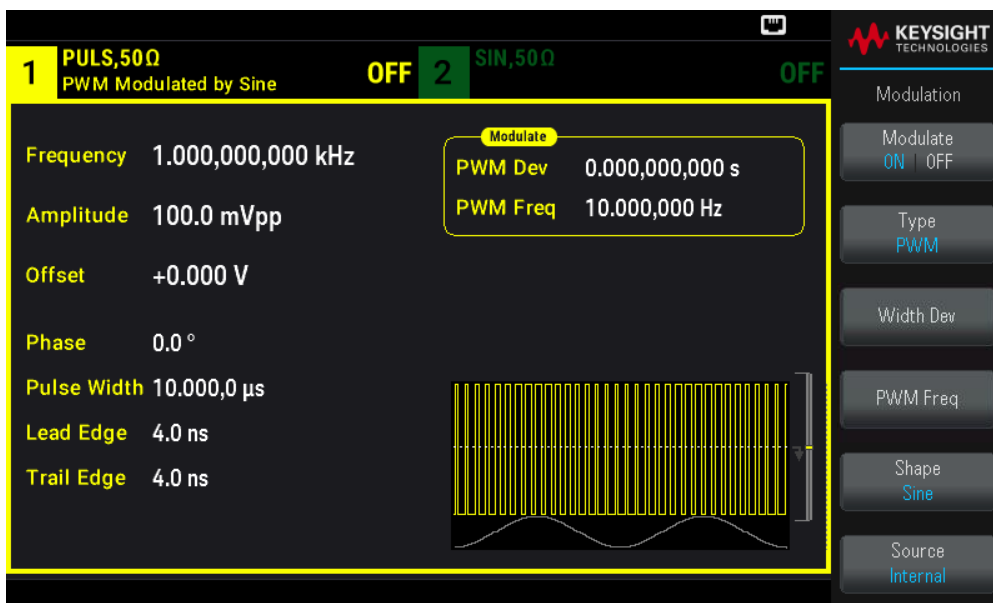 KEYSIGHT
TECHNOLOGIES
1
PULS,50Ω
PWM Modulated by Sine
OFF
2
SIN,50Ω
OFF
Frequency 1.000,000,000 kHz
Amplitude 100.0 mVpp
Offset +0.000 V
Phase 0.0 °
Pulse Width 10.000,0 µs
Lead Edge 4.0 ns
Trail Edge 4.0 ns
Modulate
PWM Dev 0.000,000,000 s
PWM Freq 10.000,000 Hz
Modulation
Modulate
ON | OFF
Type
PWM
Width Dev
PWM Freq
Shape
Sine
Source
Internal